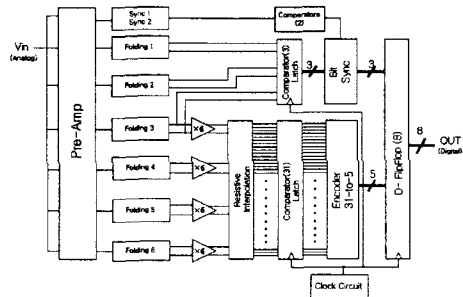 Sync 1
Sync 2
Comparators
(2)
Vin
(Analog)
Pre-Amp
Folding 1
Folding 2
Folding 3
Folding 4
Folding 5
Folding 6
×6
×6
×6
×6
Comparator(3)
Latch
3
Bit
Sync
3
Resistive
Interpolation
Comparator(31)
Latch
Encoder
31-to-5
5
D- FlipFlop (8)
8
OUT
(Digital)
Clock Circuit